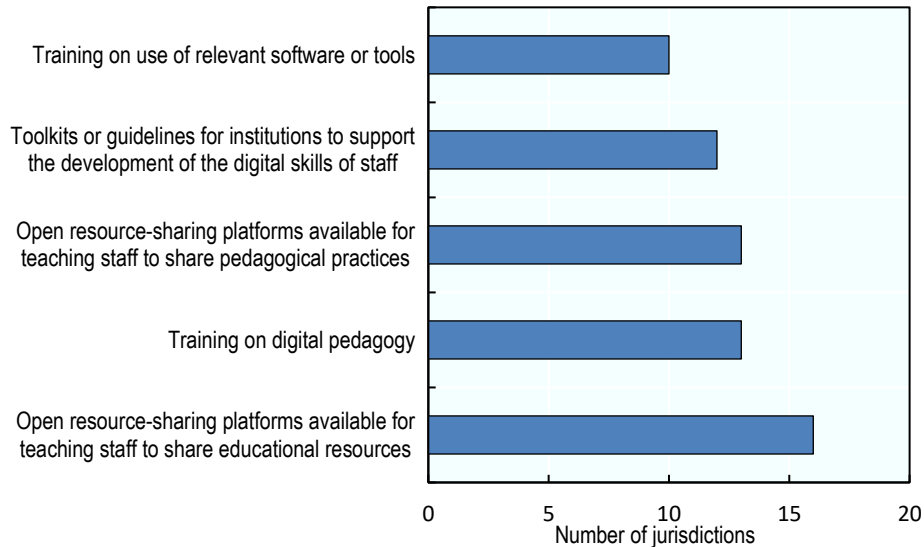 Training on use of relevant software or tools
Toolkits or guidelines for institutions to support
the development of the digital skills of staff
Open resource-sharing platforms available for
teaching staff to share pedagogical practices
Training on digital pedagogy
Open resource-sharing platforms available for
teaching staff to share educational resources
0 5 10 15 20
Number of jurisdictions